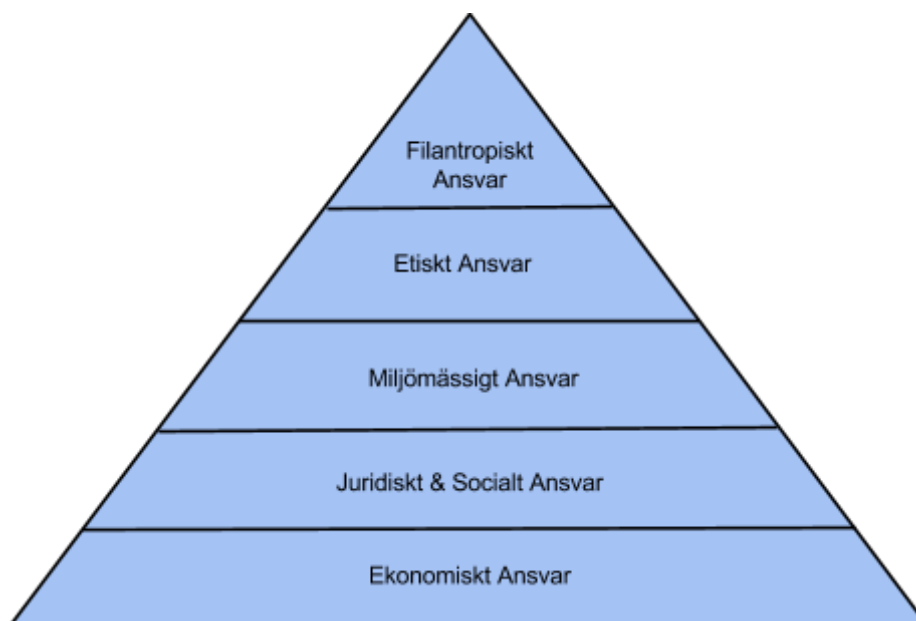 Filantropiskt
Ansvar
Etiskt Ansvar
Miljömässigt Ansvar
Juridiskt & Socialt Ansvar
Ekonomiskt Ansvar